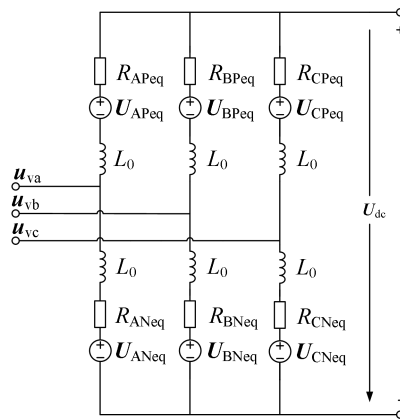 +
R_APeq R_BPeq R_CPeq
+ + +
− − −
U_APeq U_BPeq U_CPeq
L_0 L_0 L_0
u_va
u_vb
u_vc
U_dc
L_0 L_0 L_0
R_ANeq R_BNeq R_CNeq
+ + +
− − −
U_ANeq U_BNeq U_CNeq
-